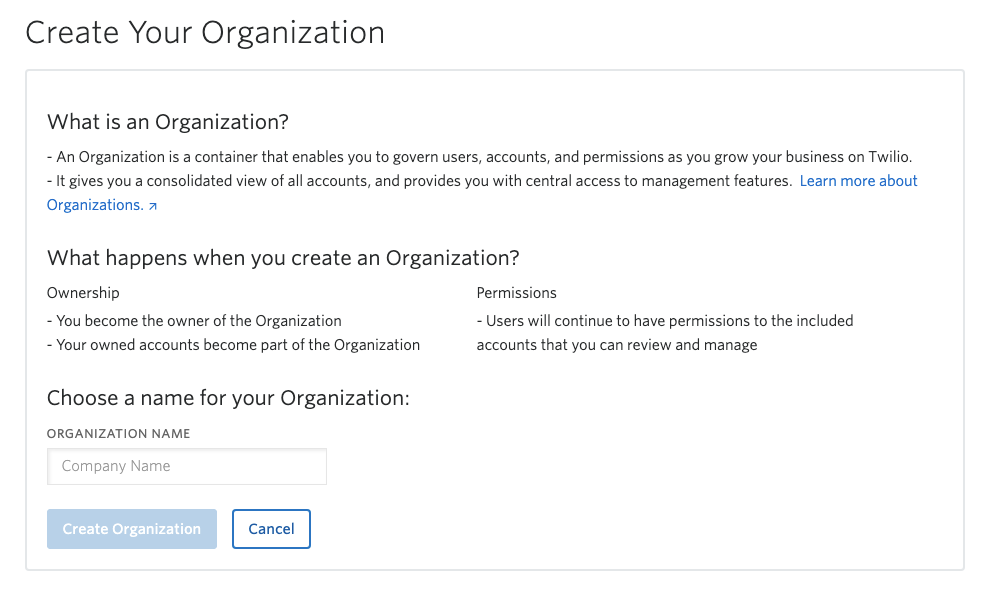 Create Your Organization
What is an Organization?
- An Organization is a container that enables you to govern users, accounts, and permissions as you grow your business on Twilio.
- It gives you a consolidated view of all accounts, and provides you with central access to management features. Learn more about
Organizations. ↗
What happens when you create an Organization?
Ownership
- You become the owner of the Organization
- Your owned accounts become part of the Organization
Permissions
- Users will continue to have permissions to the included
accounts that you can review and manage
Choose a name for your Organization:
ORGANIZATION NAME
Company Name
Create Organization
Cancel